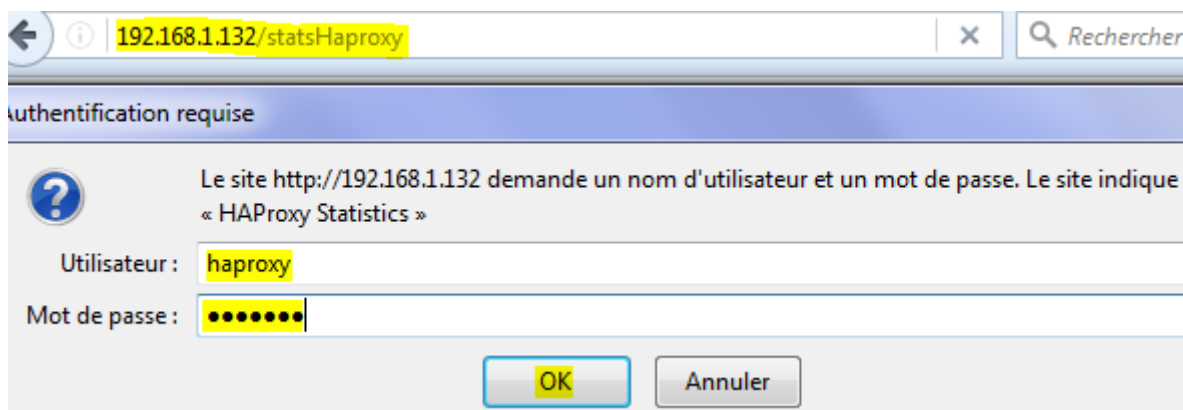 192.168.1.132/statsHaproxy
Rechercher
Authentification requise
Le site http://192.168.1.132 demande un nom d'utilisateur et un mot de passe. Le site indique
« HAProxy Statistics »
Utilisateur : haproxy
Mot de passe : •••••••
OK Annuler